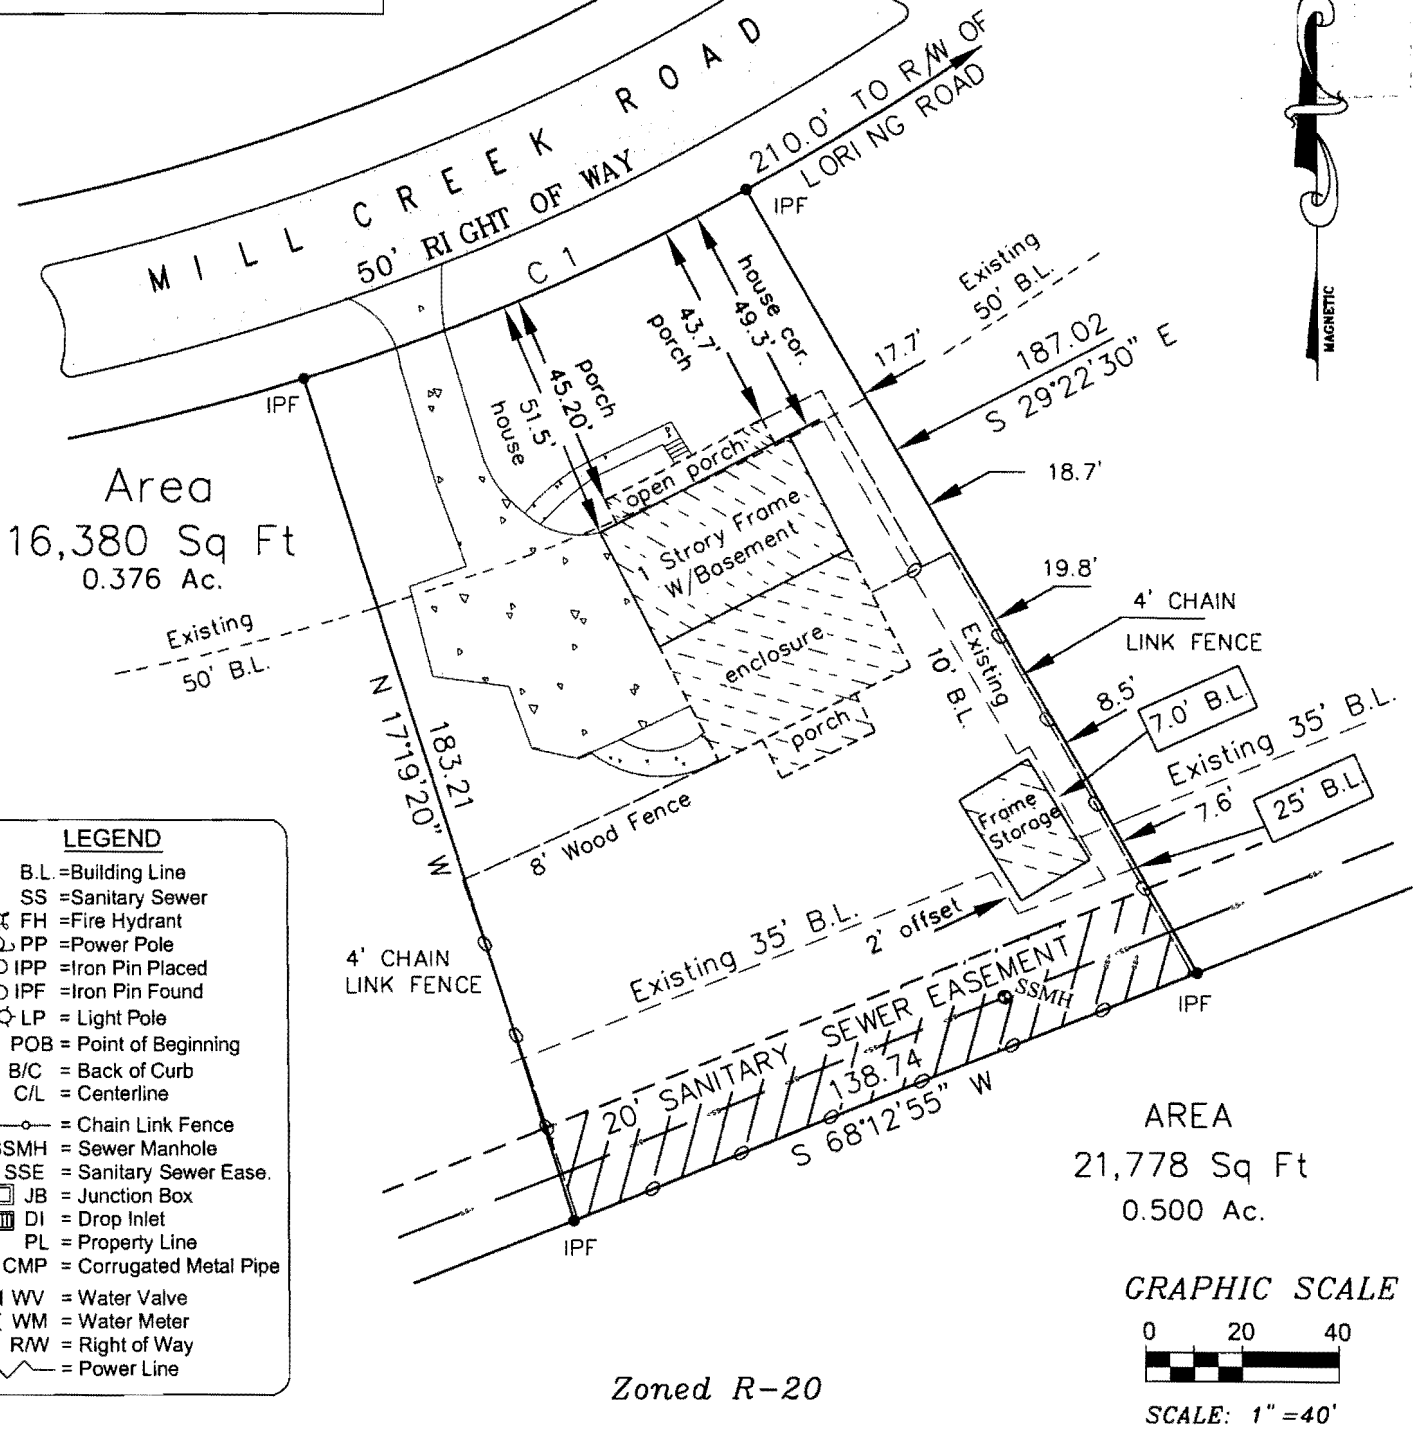 MILL CREEK ROAD
50' RIGHT OF WAY
C 1
210.0' TO R/W OF
LORING ROAD
IPF
IPF
MAGNETIC
Existing
50' B.L.
17.7'
187.02
S 29°22'30" E
18.7'
19.8'
4' CHAIN
LINK FENCE
8.5'
7.0' B.L.
Existing 35' B.L.
7.6'
25' B.L.
house cor.
49.3'
43.7'
porch
porch
45.20'
51.5'
house
open porch
1 Strory Frame
W/Basement
enclosure
porch
Existing
10' B.L.
Frame
Storage
Area
16,380 Sq Ft
0.376 Ac.
Existing
50' B.L.
N 17°19'20" W
183.21
8' Wood Fence
4' CHAIN
LINK FENCE
Existing 35' B.L.
2' offset
20' SANITARY SEWER EASEMENT
SSMH
138.74
S 68°12'55" W
IPF
IPF
AREA
21,778 Sq Ft
0.500 Ac.
LEGEND
B.L.=Building Line
SS =Sanitary Sewer
FH =Fire Hydrant
PP =Power Pole
IPP =Iron Pin Placed
IPF =Iron Pin Found
LP = Light Pole
POB = Point of Beginning
B/C = Back of Curb
C/L = Centerline
= Chain Link Fence
SSMH = Sewer Manhole
SSE = Sanitary Sewer Ease.
JB = Junction Box
DI = Drop Inlet
PL = Property Line
CMP = Corrugated Metal Pipe
WV = Water Valve
WM = Water Meter
R/W = Right of Way
= Power Line
Zoned R-20
GRAPHIC SCALE
0 20 40
SCALE: 1"=40'